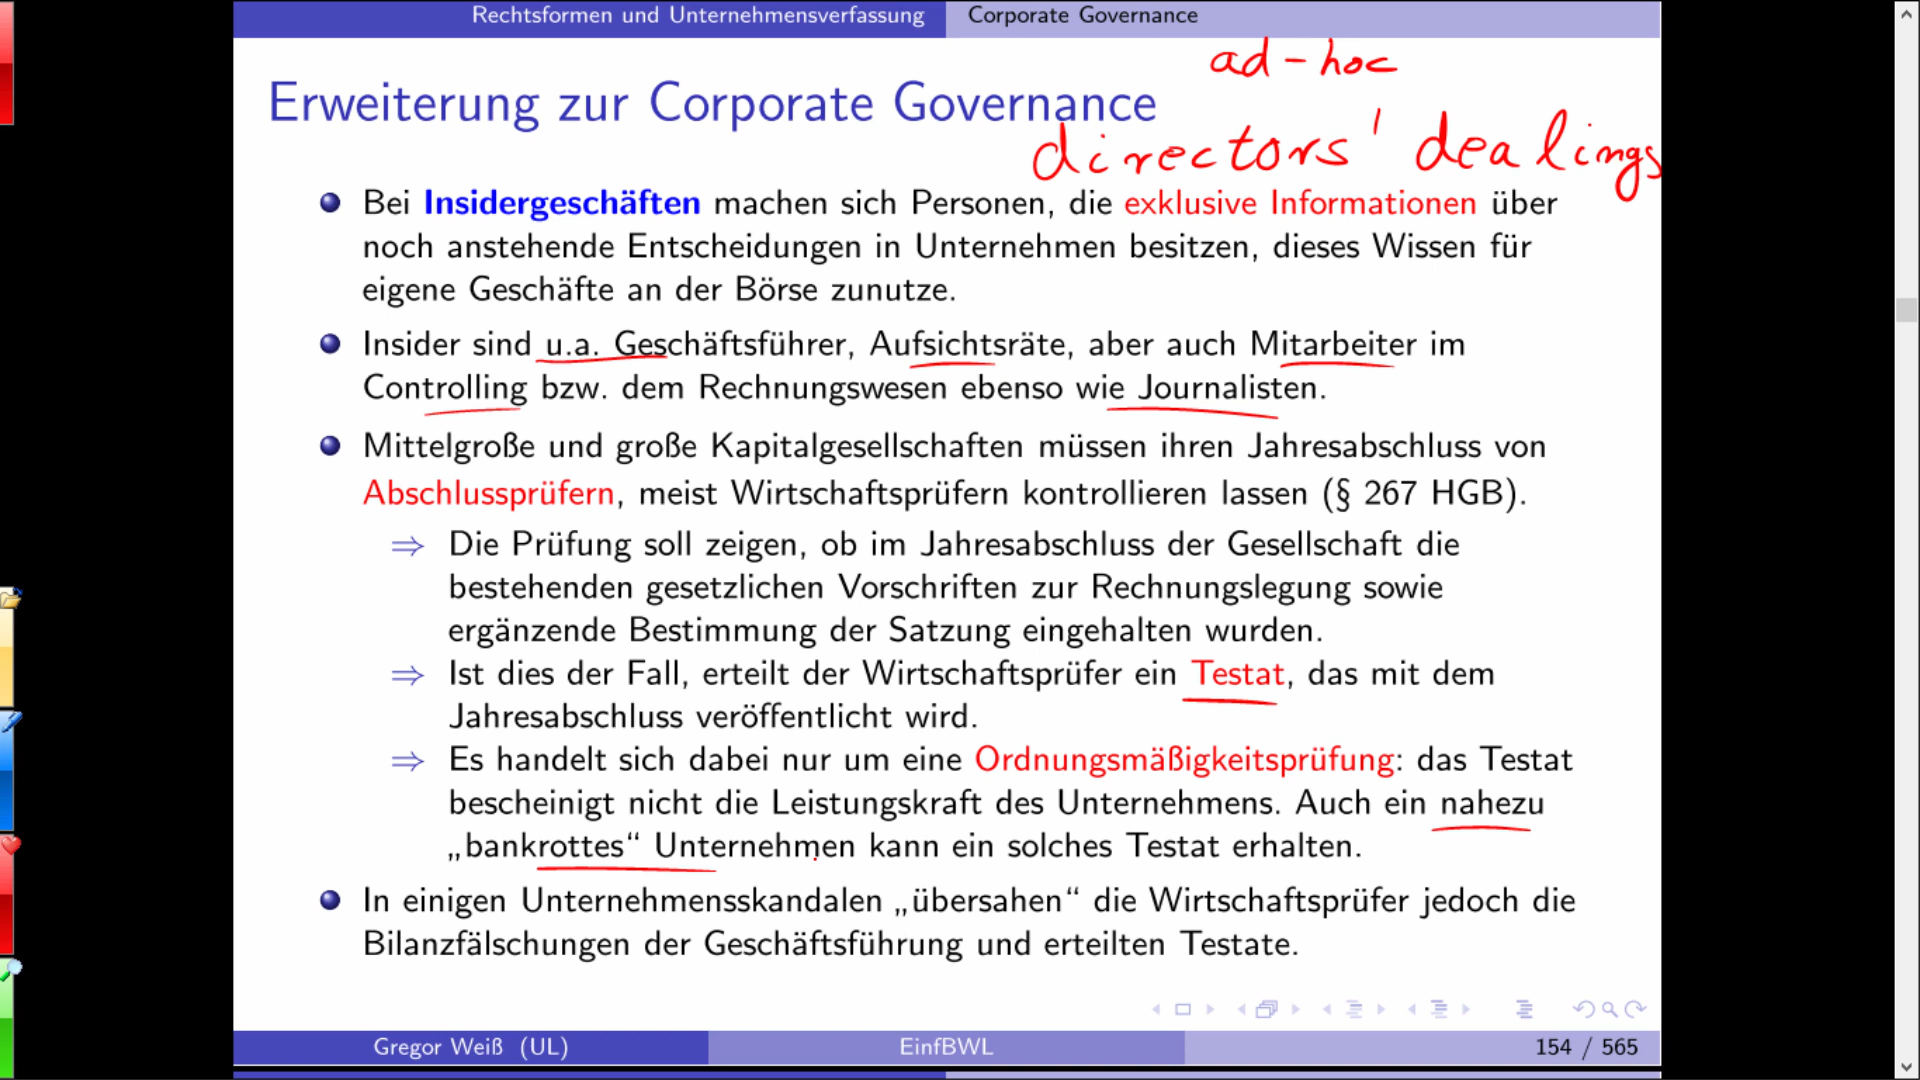 Rechtsformen und Unternehmensverfassung Corporate Governance
ad-hoc
Erweiterung zur Corporate Governance
directors' dealings
Bei Insidergeschäften machen sich Personen, die exklusive Informationen über
noch anstehende Entscheidungen in Unternehmen besitzen, dieses Wissen für
eigene Geschäfte an der Börse zunutze.
Insider sind u.a. Geschäftsführer, Aufsichtsräte, aber auch Mitarbeiter im
Controlling bzw. dem Rechnungswesen ebenso wie Journalisten.
Mittelgroße und große Kapitalgesellschaften müssen ihren Jahresabschluss von
Abschlussprüfern, meist Wirtschaftsprüfern kontrollieren lassen (§ 267 HGB).
⇒ Die Prüfung soll zeigen, ob im Jahresabschluss der Gesellschaft die
bestehenden gesetzlichen Vorschriften zur Rechnungslegung sowie
ergänzende Bestimmung der Satzung eingehalten wurden.
⇒ Ist dies der Fall, erteilt der Wirtschaftsprüfer ein Testat, das mit dem
Jahresabschluss veröffentlicht wird.
⇒ Es handelt sich dabei nur um eine Ordnungsmäßigkeitsprüfung: das Testat
bescheinigt nicht die Leistungskraft des Unternehmens. Auch ein nahezu
„bankrottes“ Unternehmen kann ein solches Testat erhalten.
In einigen Unternehmensskandalen „übersahen“ die Wirtschaftsprüfer jedoch die
Bilanzfälschungen der Geschäftsführung und erteilten Testate.
Gregor Weiß (UL) EinfBWL 154 / 565